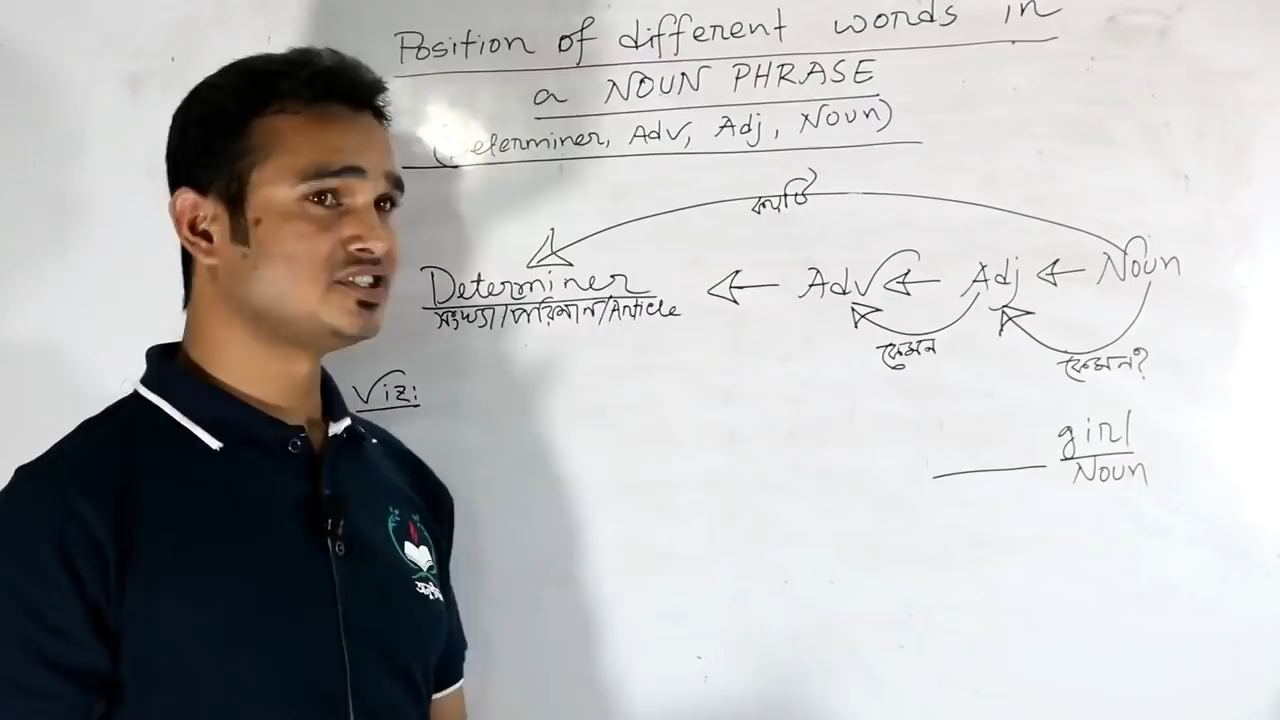 Position of different words in
a NOUN PHRASE
(Determiner, Adv, Adj, Noun)
কয়টি
Determiner ← Adv ← Adj ← Noun
সংখ্যা/পরিমান/Article
কেমন
কেমন?
Viz:
girl
Noun